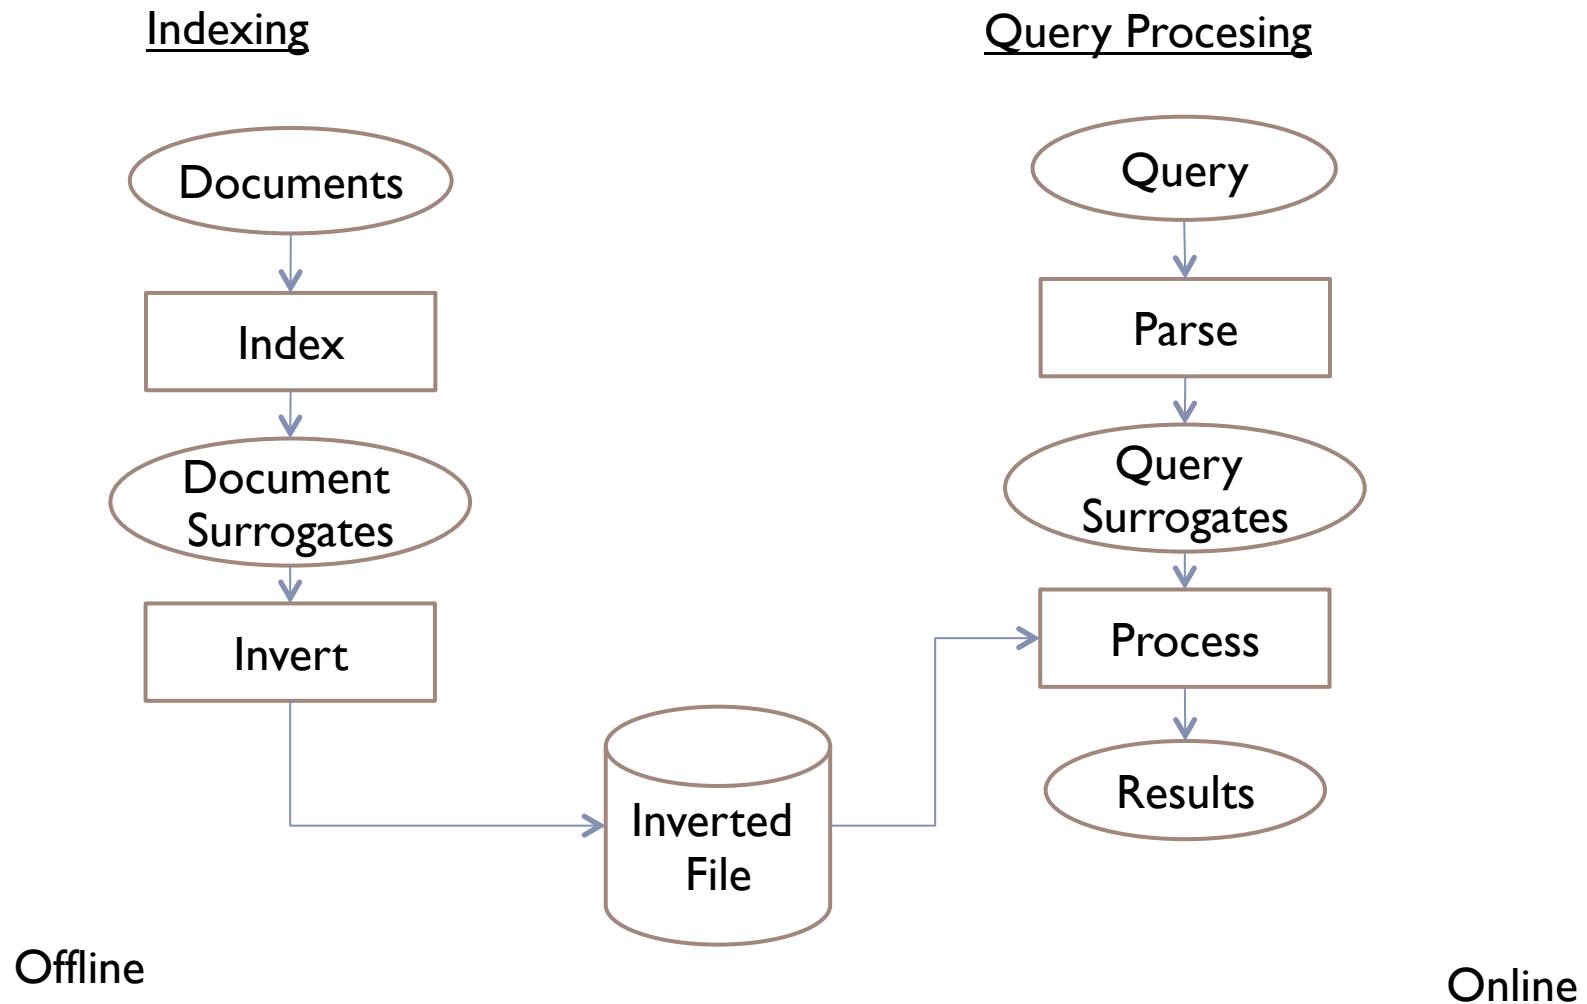 Indexing
Documents
Index
Document
Surrogates
Invert
Inverted
File
Query Procesing
Query
Parse
Query
Surrogates
Process
Results
Offline
Online